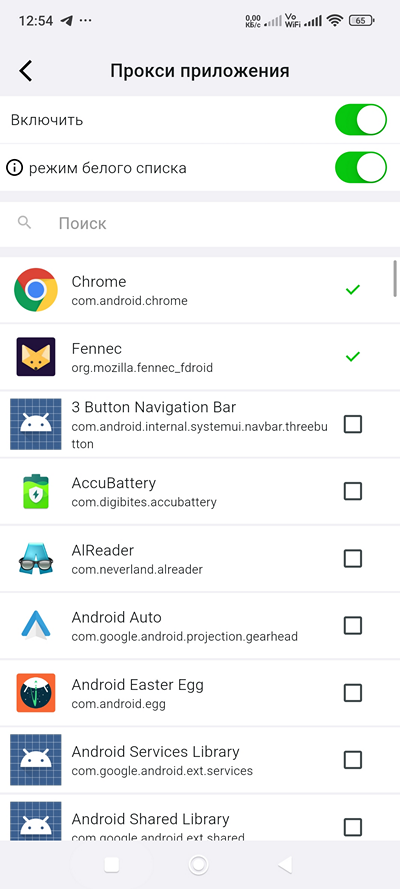 12:54
0,00 Vo
КБ/с WiFi 65
Прокси приложения
Включить
режим белого списка
Поиск
Chrome
com.android.chrome
Fennec
org.mozilla.fennec_fdroid
3 Button Navigation Bar
com.android.internal.systemui.navbar.threebu
tton
AccuBattery
com.digibites.accubattery
AlReader
com.neverland.alreader
Android Auto
com.google.android.projection.gearhead
Android Easter Egg
com.android.egg
Android Services Library
com.google.android.ext.services
Android Shared Library
com.google.android.ext.shared